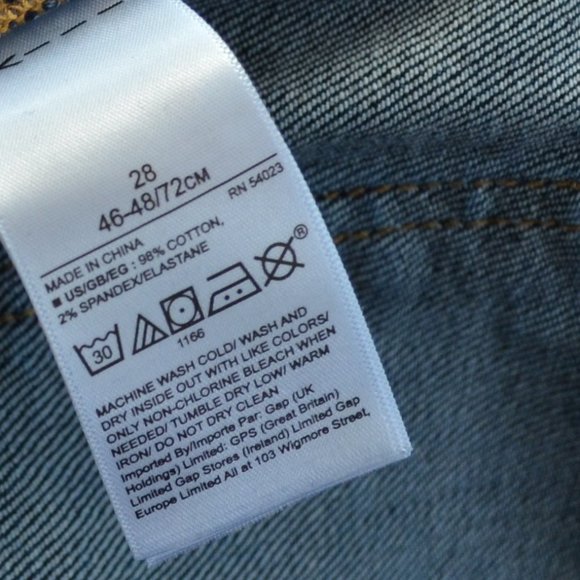 28
46-48/72CM
RN 54023
MADE IN CHINA
■ US/GB/EG : 98% COTTON,
2% SPANDEX/ELASTANE
®
30
1166
MACHINE WASH COLD/ WASH AND
DRY INSIDE OUT WITH LIKE COLORS/
ONLY NON-CHLORINE BLEACH WHEN
NEEDED/ TUMBLE DRY LOW/ WARM
IRON/ DO NOT DRY CLEAN
Imported By/Importe Par: Gap (UK
Holdings) Limited: GPS (Great Britain)
Limited Gap Stores (Ireland) Limited Gap
Europe Limited All at 103 Wigmore Street,